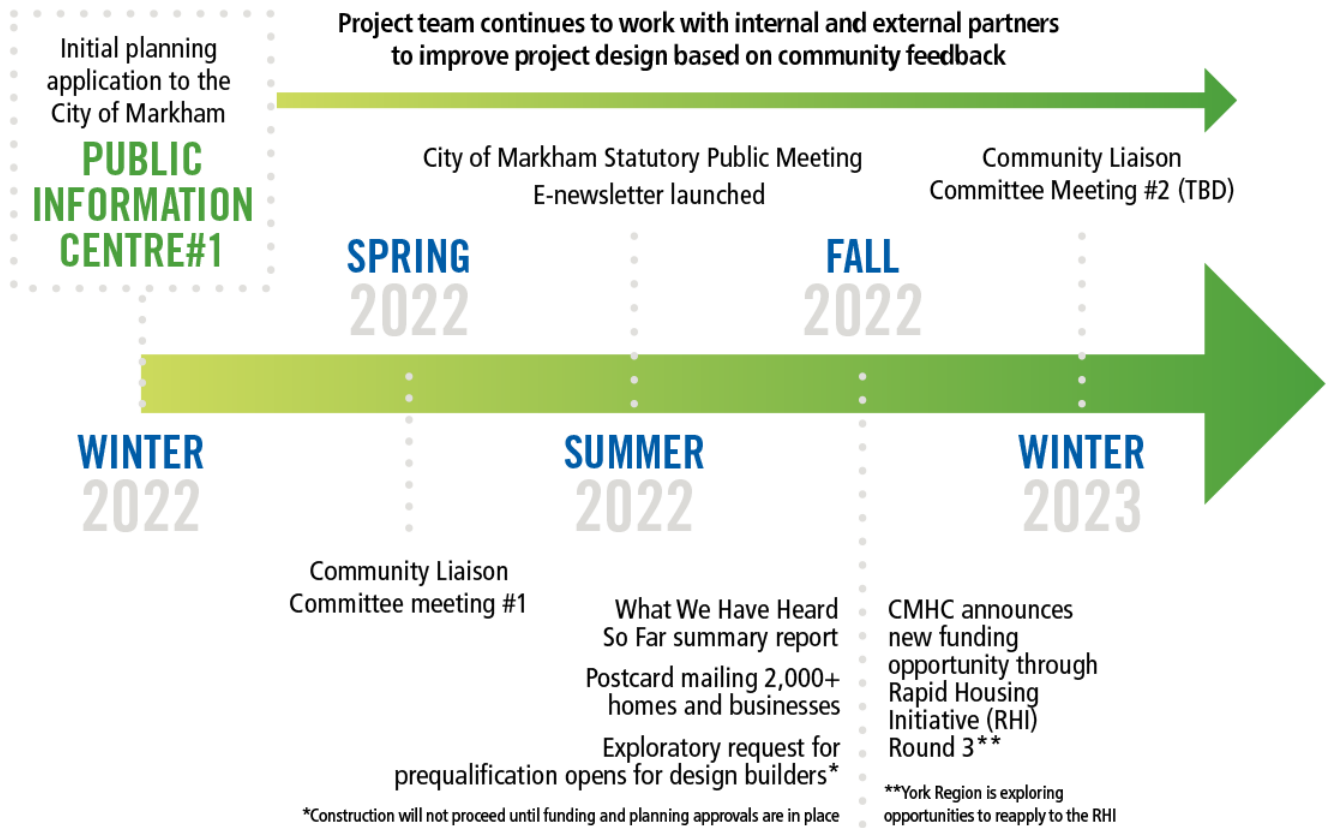 Initial planning
application to the
City of Markham
PUBLIC
INFORMATION
CENTRE#1
Project team continues to work with internal and external partners
to improve project design based on community feedback
City of Markham Statutory Public Meeting
E-newsletter launched
Community Liaison
Committee Meeting #2 (TBD)
SPRING
2022
FALL
2022
WINTER
2022
SUMMER
2022
WINTER
2023
Community Liaison
Committee meeting #1
What We Have Heard
So Far summary report
Postcard mailing 2,000+
homes and businesses
Exploratory request for
prequalification opens for design builders*
*Construction will not proceed until funding and planning approvals are in place
CMHC announces
new funding
opportunity through
Rapid Housing
Initiative (RHI)
Round 3**
**York Region is exploring
opportunities to reapply to the RHI